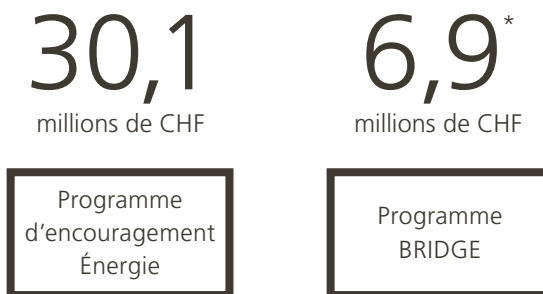 30,1
millions de CHF
Programme
d'encouragement
Énergie
6,9*
millions de CHF
Programme
BRIDGE